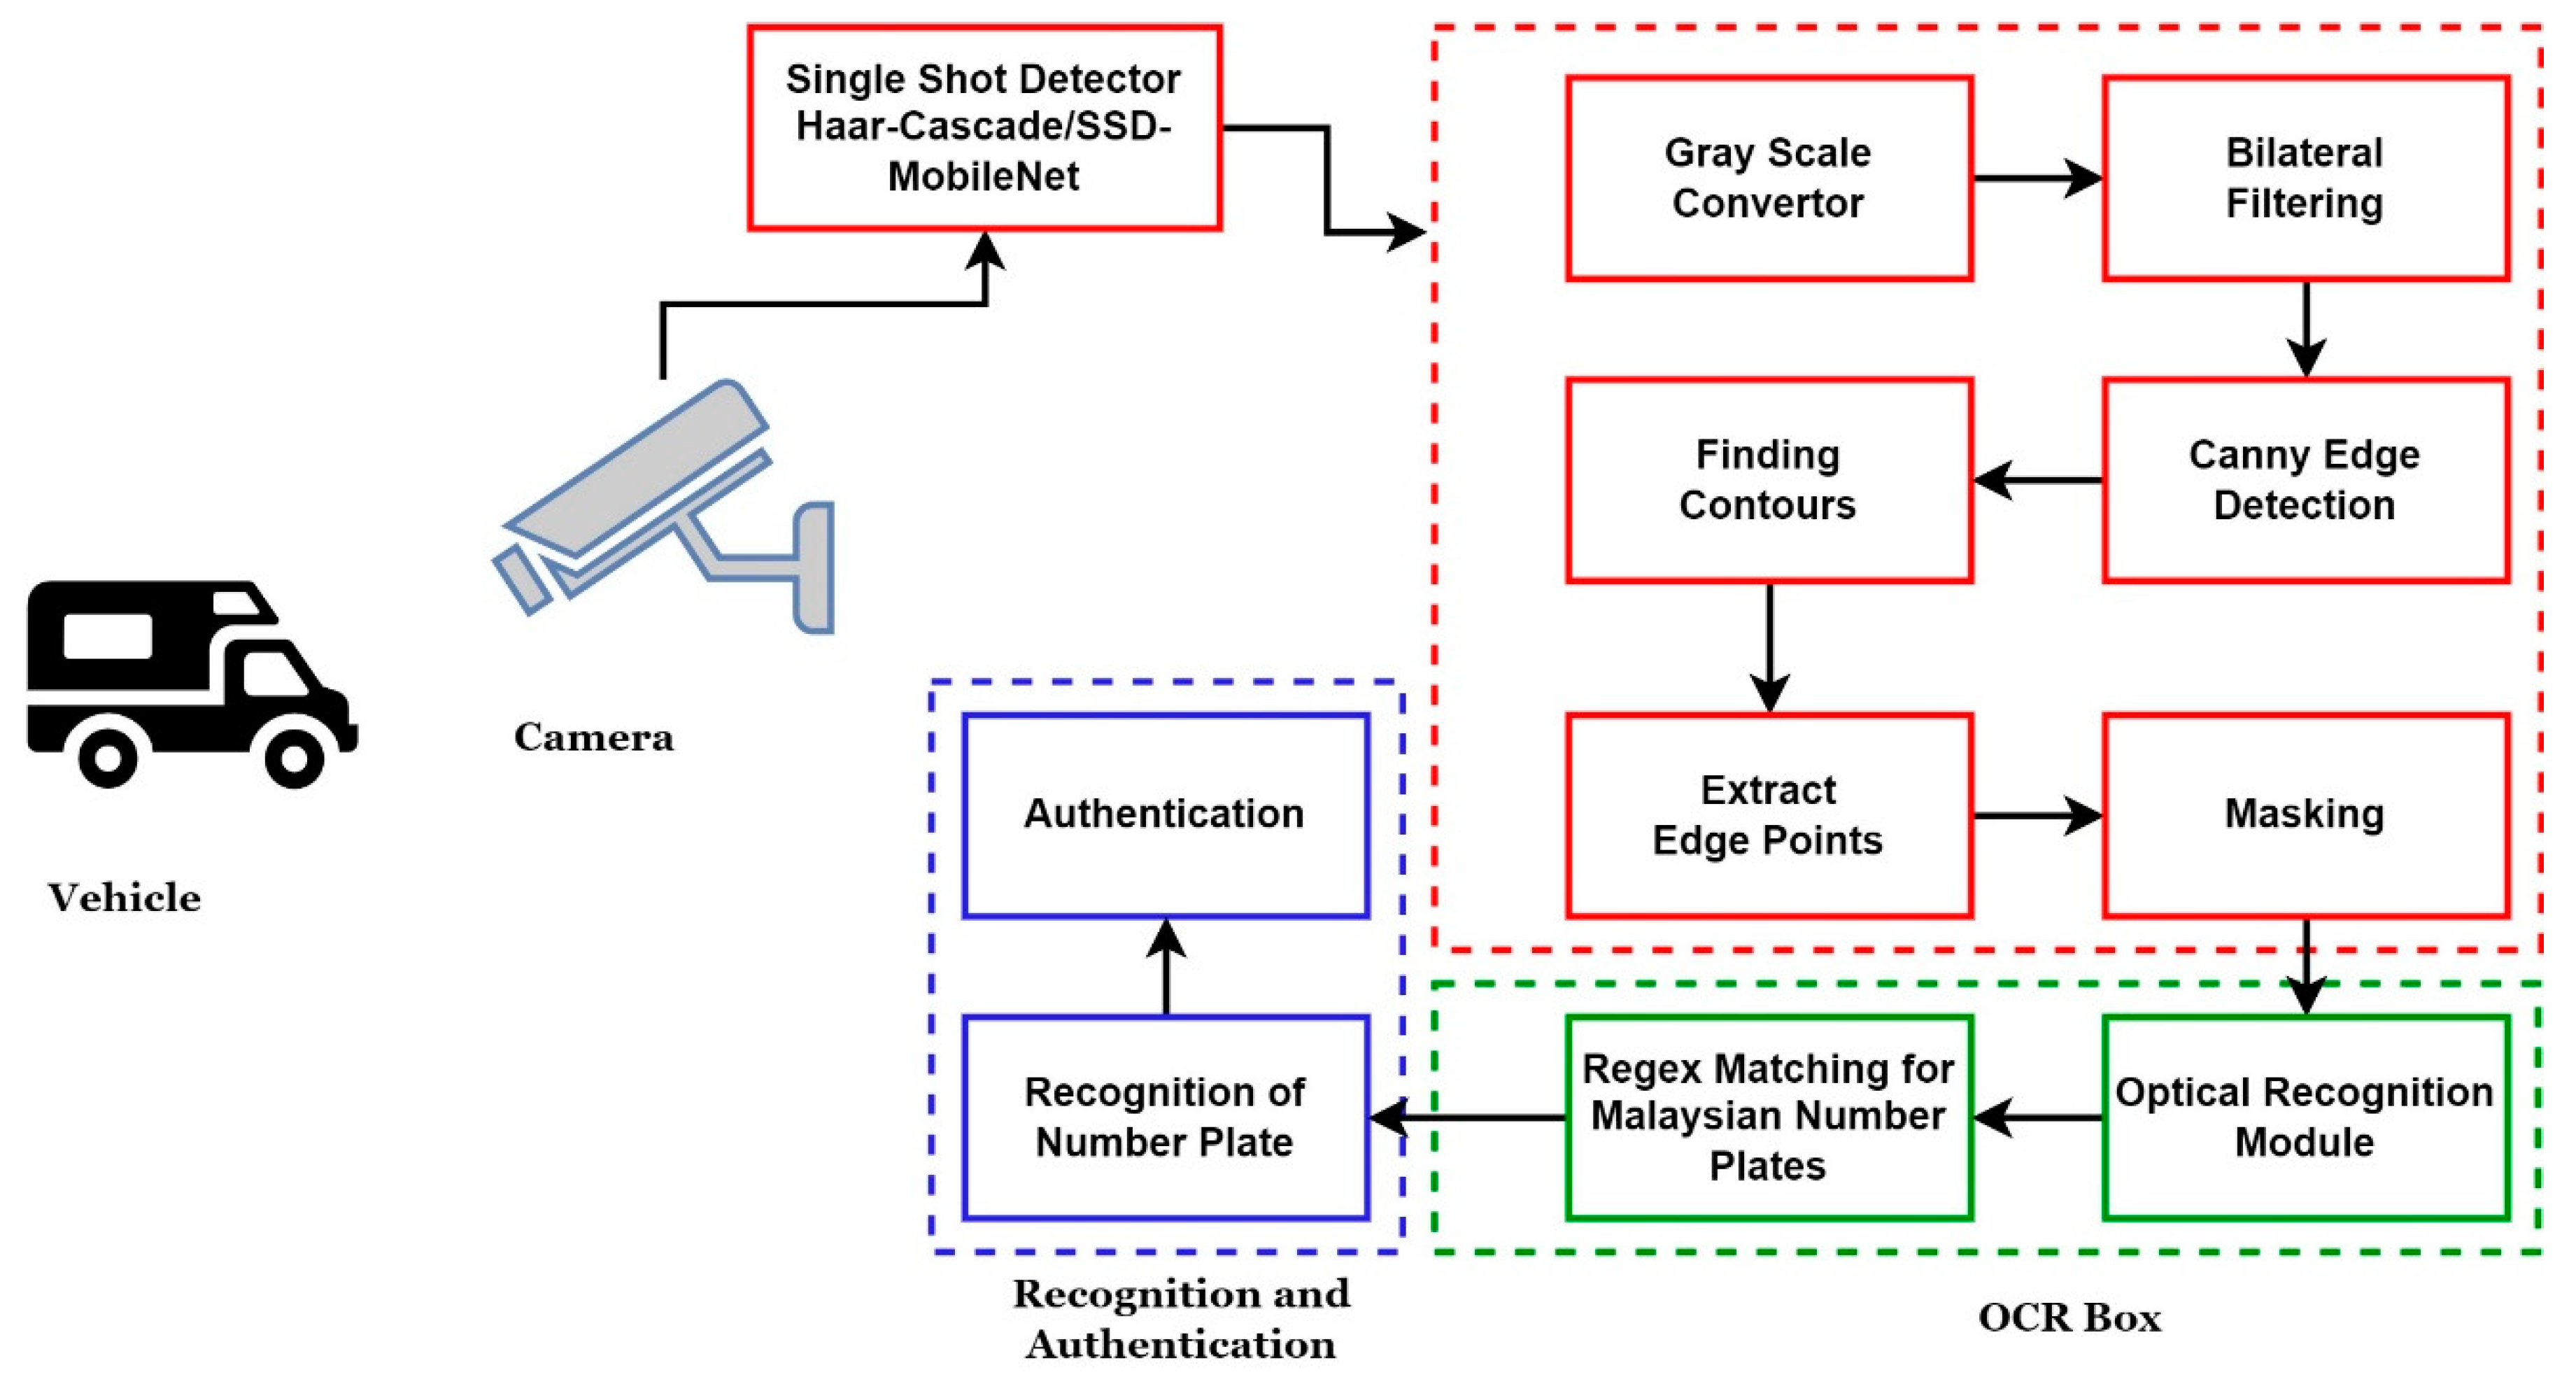 Single Shot Detector
Haar-Cascade/SSD-
MobileNet
Gray Scale
Convertor
Bilateral
Filtering
Finding
Contours
Canny Edge
Detection
Camera
Vehicle
Authentication
Extract
Edge Points
Masking
Recognition of
Number Plate
Regex Matching for
Malaysian Number
Plates
Optical Recognition
Module
Recognition and
Authentication
OCR Box